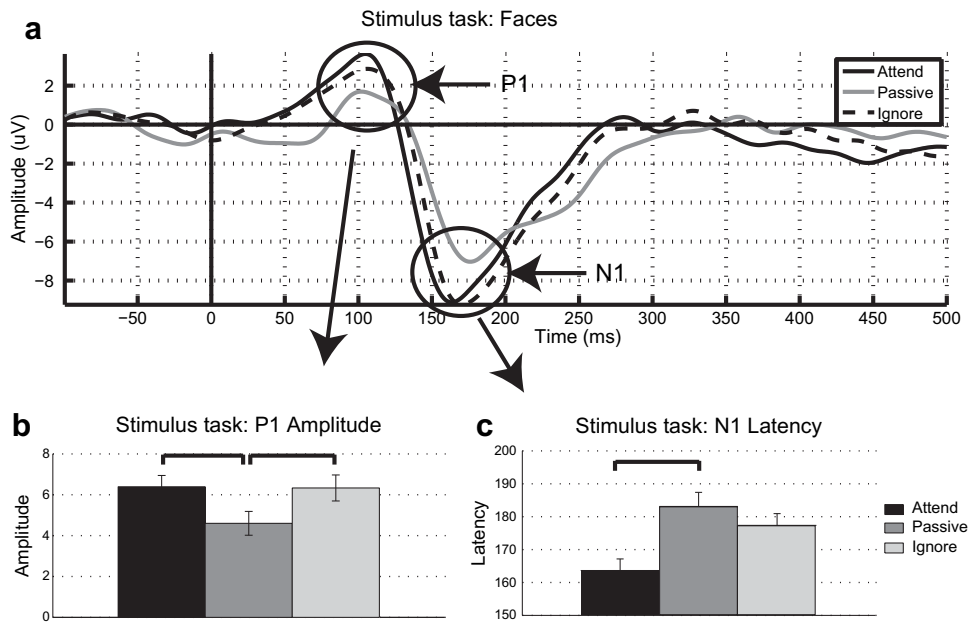 a
Stimulus task: Faces
Amplitude (uV)
2
0
−2
−4
−6
−8
P1
N1
Attend
Passive
Ignore
−50 0 50 100 150 200 250 300 350 400 450 500
Time (ms)
b
Stimulus task: P1 Amplitude
Amplitude
8
6
4
2
0
c
Stimulus task: N1 Latency
Latency
200
190
180
170
160
150
Attend
Passive
Ignore